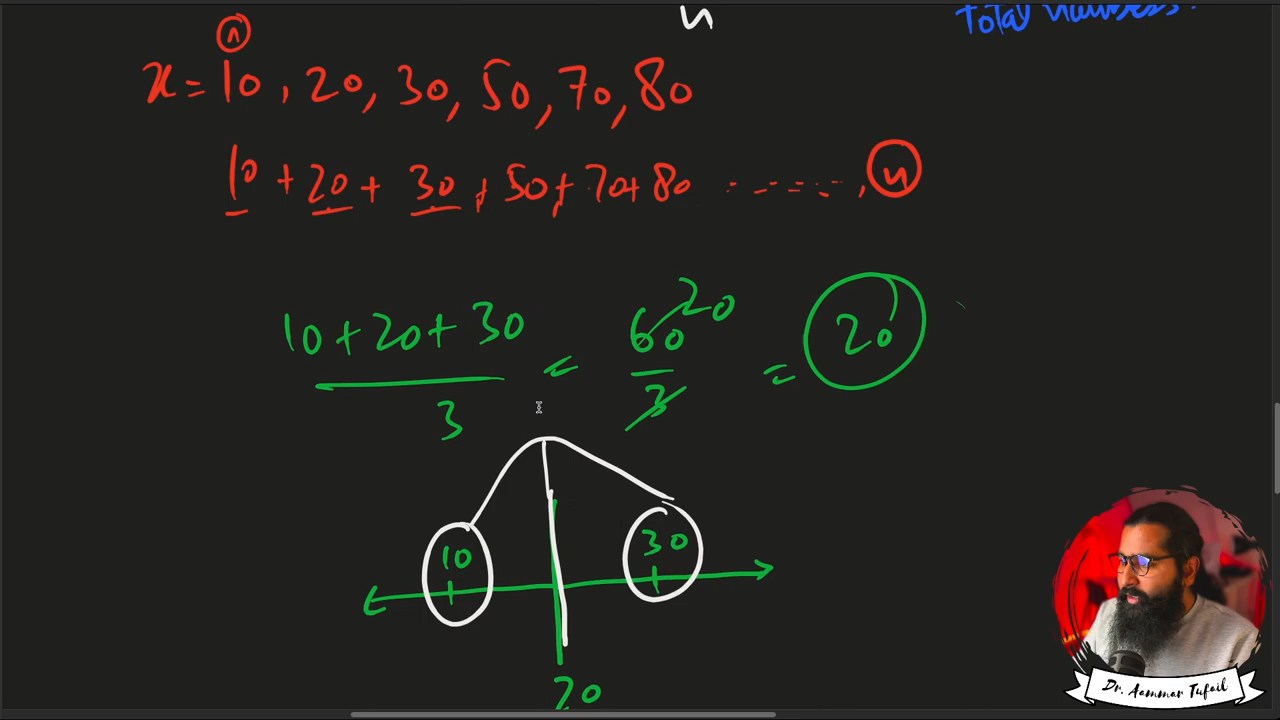 n
Total numbers.
n
x = 10, 20, 30, 50, 70, 80
10 + 20 + 30 + 50 + 70 + 80 ........, n
10 + 20 + 30 / 3 = 60 / 3 20 = 20
10 30
20
Dr. Aammar Tufail